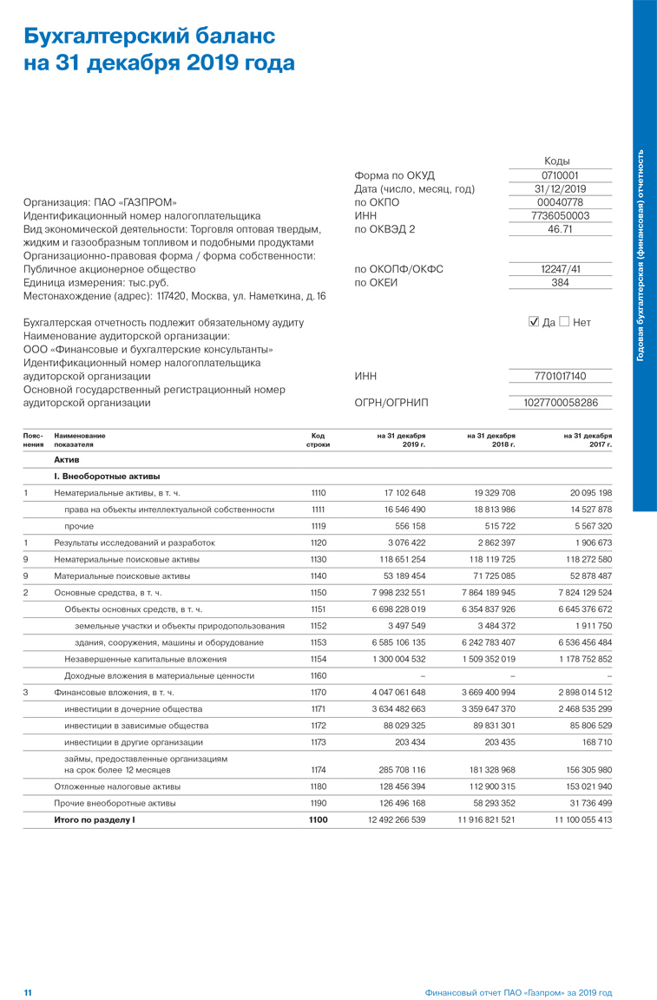 Бухгалтерский баланс
на 31 декабря 2019 года
Коды
Форма по ОКУД 0710001
Дата (число, месяц, год) 31/12/2019
Организация: ПАО «ГАЗПРОМ» по ОКПО 00040778
Идентификационный номер налогоплательщика ИНН 7736050003
Вид экономической деятельности: Торговля оптовая твердым, по ОКВЭД 2 46.71
жидким и газообразным топливом и подобными продуктами
Организационно-правовая форма / форма собственности:
Публичное акционерное общество по ОКОПФ/ОКФС 12247/41
Единица измерения: тыс.руб. по ОКЕИ 384
Местонахождение (адрес): 117420, Москва, ул. Наметкина, д. 16
Бухгалтерская отчетность подлежит обязательному аудиту Да Нет
Наименование аудиторской организации:
ООО «Финансовые и бухгалтерские консультанты»
Идентификационный номер налогоплательщика
аудиторской организации ИНН 7701017140
Основной государственный регистрационный номер
аудиторской организации ОГРН/ОГРНИП 1027700058286
Пояс- Наименование Код на 31 декабря на 31 декабря на 31 декабря
нения показателя строки 2019 г. 2018 г. 2017 г.
Актив
I. Внеоборотные активы
1 Нематериальные активы, в т. ч. 1110 17 102 648 19 329 708 20 095 198
права на объекты интеллектуальной собственности 1111 16 546 490 18 813 986 14 527 878
прочие 1119 556 158 515 722 5 567 320
1 Результаты исследований и разработок 1120 3 076 422 2 862 397 1 906 673
9 Нематериальные поисковые активы 1130 118 651 254 118 119 725 118 272 580
9 Материальные поисковые активы 1140 53 189 454 71 725 085 52 878 487
2 Основные средства, в т. ч. 1150 7 998 232 551 7 864 189 945 7 824 129 524
Объекты основных средств, в т. ч. 1151 6 698 228 019 6 354 837 926 6 645 376 672
земельные участки и объекты природопользования 1152 3 497 549 3 484 372 1 911 750
здания, сооружения, машины и оборудование 1153 6 585 106 135 6 242 783 407 6 536 456 484
Незавершенные капитальные вложения 1154 1 300 004 532 1 509 352 019 1 178 752 852
Доходные вложения в материальные ценности 1160 – – –
3 Финансовые вложения, в т. ч. 1170 4 047 061 648 3 669 400 994 2 898 014 512
инвестиции в дочерние общества 1171 3 634 482 663 3 359 647 370 2 468 535 299
инвестиции в зависимые общества 1172 88 029 325 89 831 301 85 806 529
инвестиции в другие организации 1173 203 434 203 435 168 710
займы, предоставленные организациям
на срок более 12 месяцев 1174 285 708 116 181 328 968 156 305 980
Отложенные налоговые активы 1180 128 456 394 112 900 315 153 021 940
Прочие внеоборотные активы 1190 126 496 168 58 293 352 31 736 499
Итого по разделу I 1100 12 492 266 539 11 916 821 521 11 100 055 413
Годовая бухгалтерская (финансовая) отчетность
11 Финансовый отчет ПАО «Газпром» за 2019 год